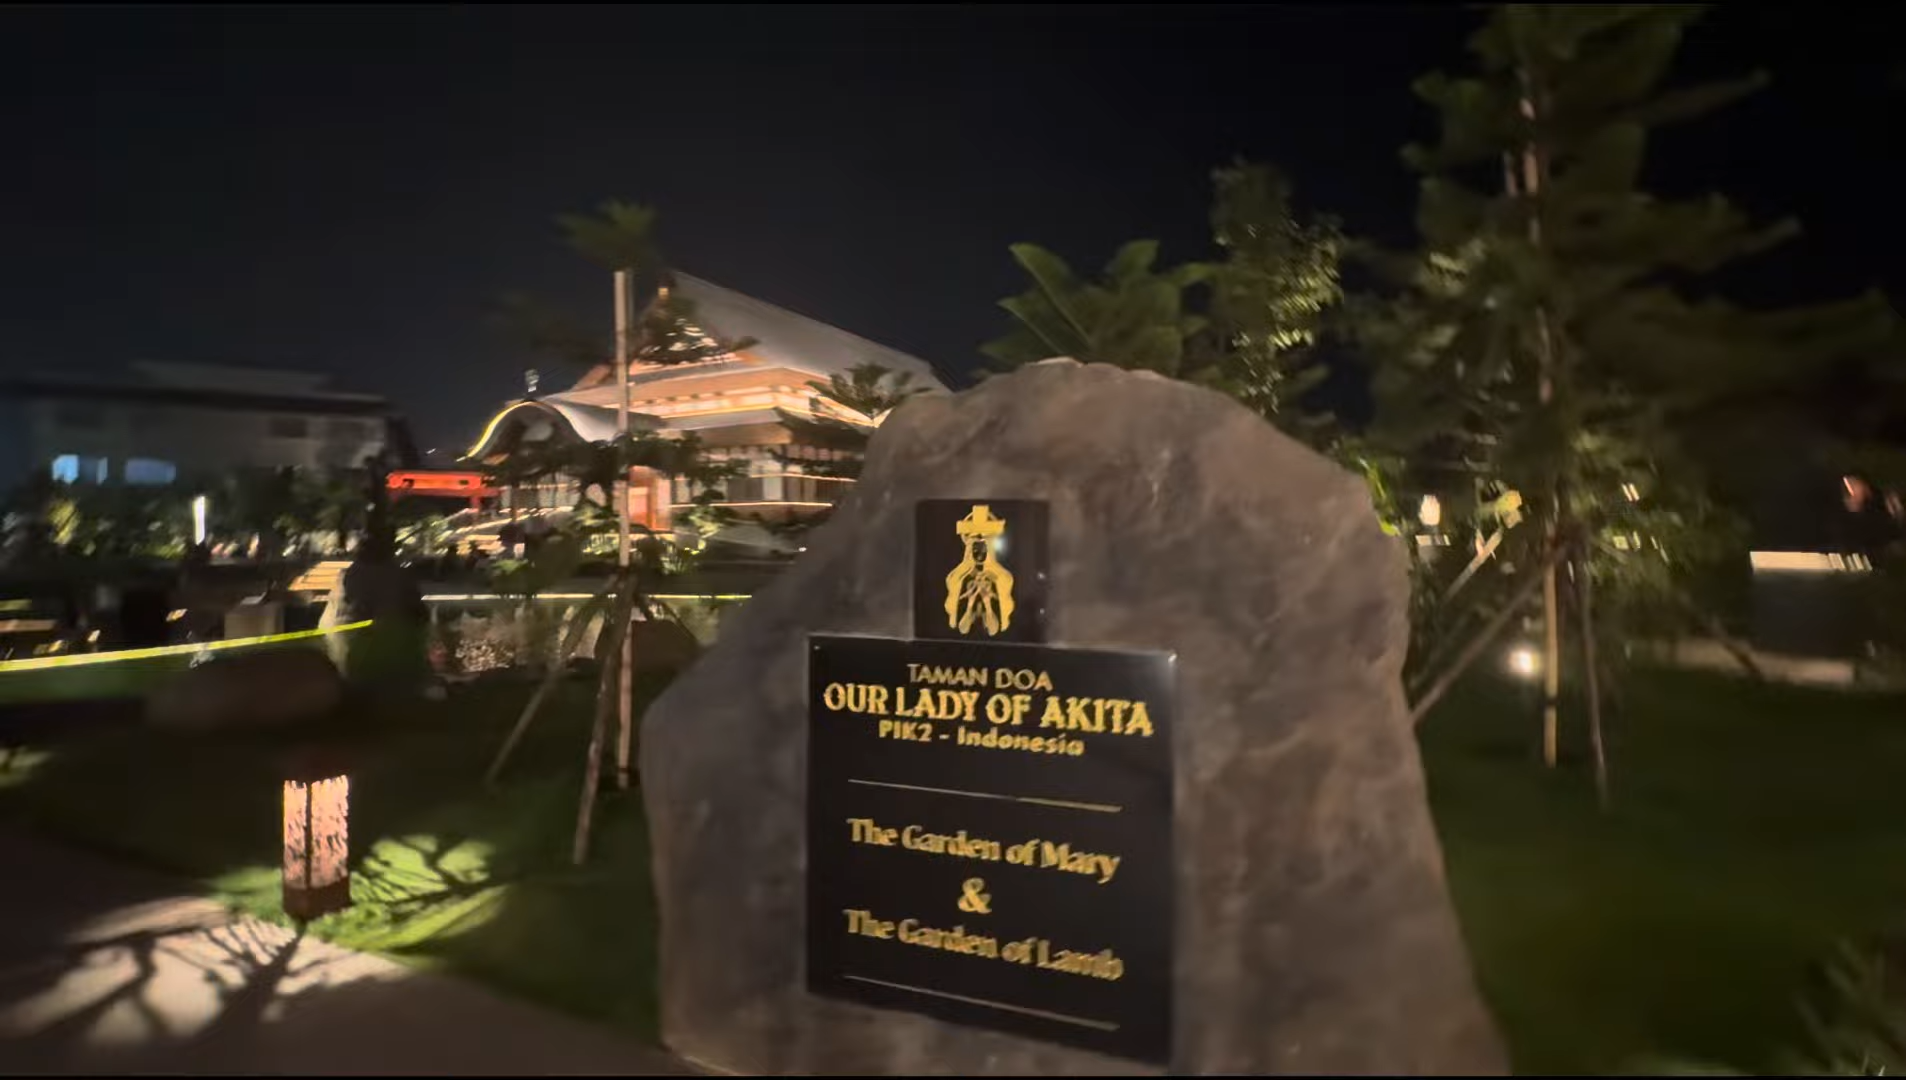 TAMAN DOA
OUR LADY OF AKITA
PIK2 - Indonesia
The Garden of Mary
&
The Garden of Lamb